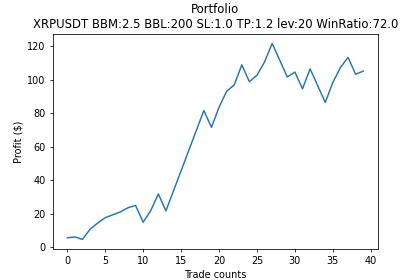 Portfolio
XRPUSDT BBM:2.5 BBL:200 SL:1.0 TP:1.2 lev:20 WinRatio:72.0
120
100
80
60
40
20
0
Profit ($)
0 5 10 15 20 25 30 35 40
Trade counts